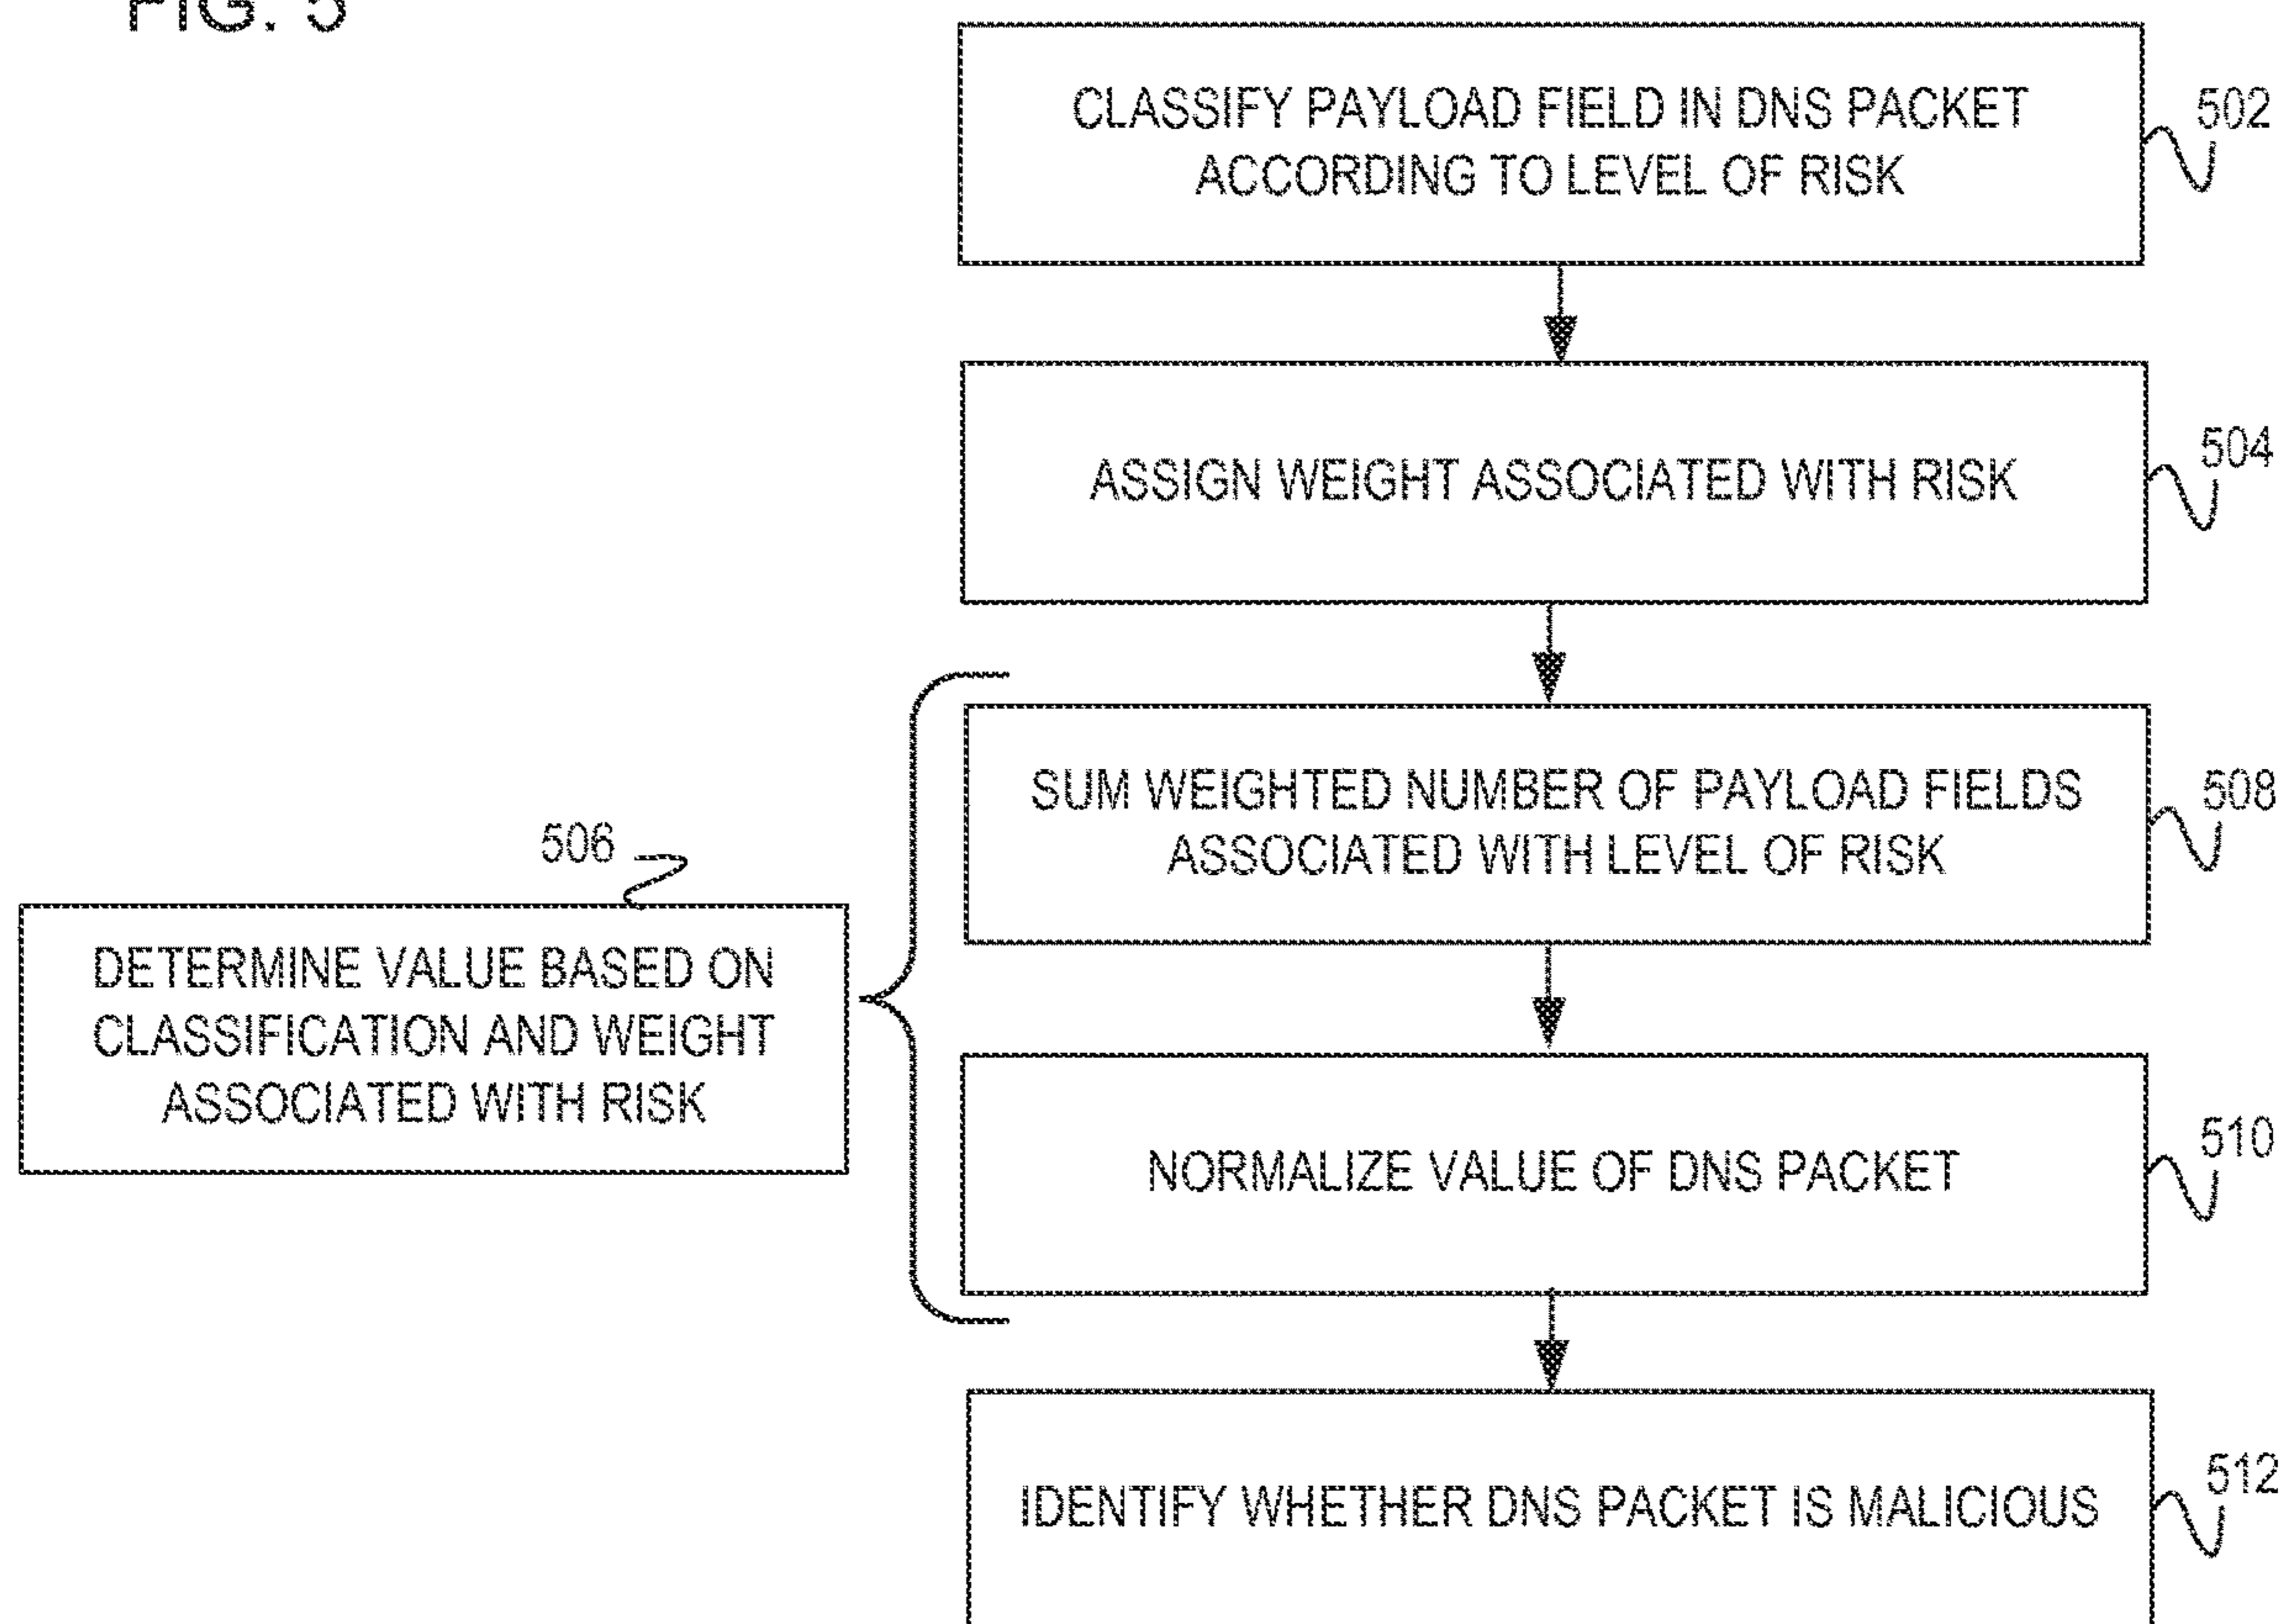 FIG. 5
CLASSIFY PAYLOAD FIELD IN DNS PACKET
ACCORDING TO LEVEL OF RISK
502
ASSIGN WEIGHT ASSOCIATED WITH RISK
504
SUM WEIGHTED NUMBER OF PAYLOAD FIELDS
ASSOCIATED WITH LEVEL OF RISK
508
506
DETERMINE VALUE BASED ON
CLASSIFICATION AND WEIGHT
ASSOCIATED WITH RISK
NORMALIZE VALUE OF DNS PACKET
510
IDENTIFY WHETHER DNS PACKET IS MALICIOUS
512